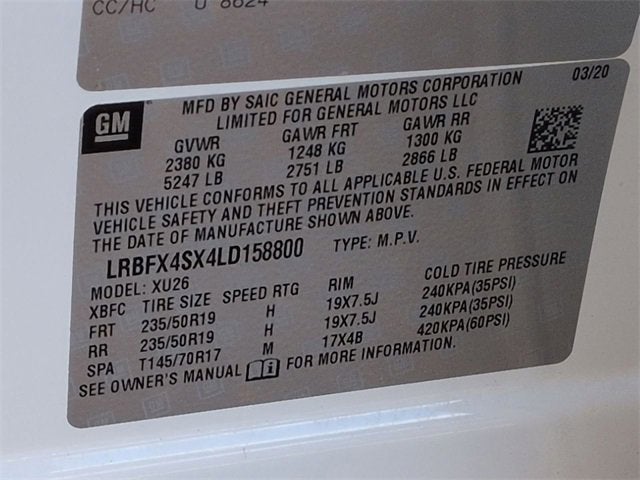 CC/HC U 8624
GM
MFD BY SAIC GENERAL MOTORS CORPORATION 03/20
LIMITED FOR GENERAL MOTORS LLC
GVWR GAWR FRT GAWR RR
2380 KG 1248 KG 1300 KG
5247 LB 2751 LB 2866 LB
THIS VEHICLE CONFORMS TO ALL APPLICABLE U.S. FEDERAL MOTOR
VEHICLE SAFETY AND THEFT PREVENTION STANDARDS IN EFFECT ON
THE DATE OF MANUFACTURE SHOWN ABOVE.
LRBFX4SX4LD158800 TYPE: M.P.V.
MODEL: XU26
XBFC TIRE SIZE SPEED RTG RIM COLD TIRE PRESSURE
FRT 235/50R19 H 19X7.5J 240KPA(35PSI)
RR 235/50R19 H 19X7.5J 240KPA(35PSI)
SPA T145/70R17 M 17X4B 420KPA(60PSI)
SEE OWNER'S MANUAL FOR MORE INFORMATION.